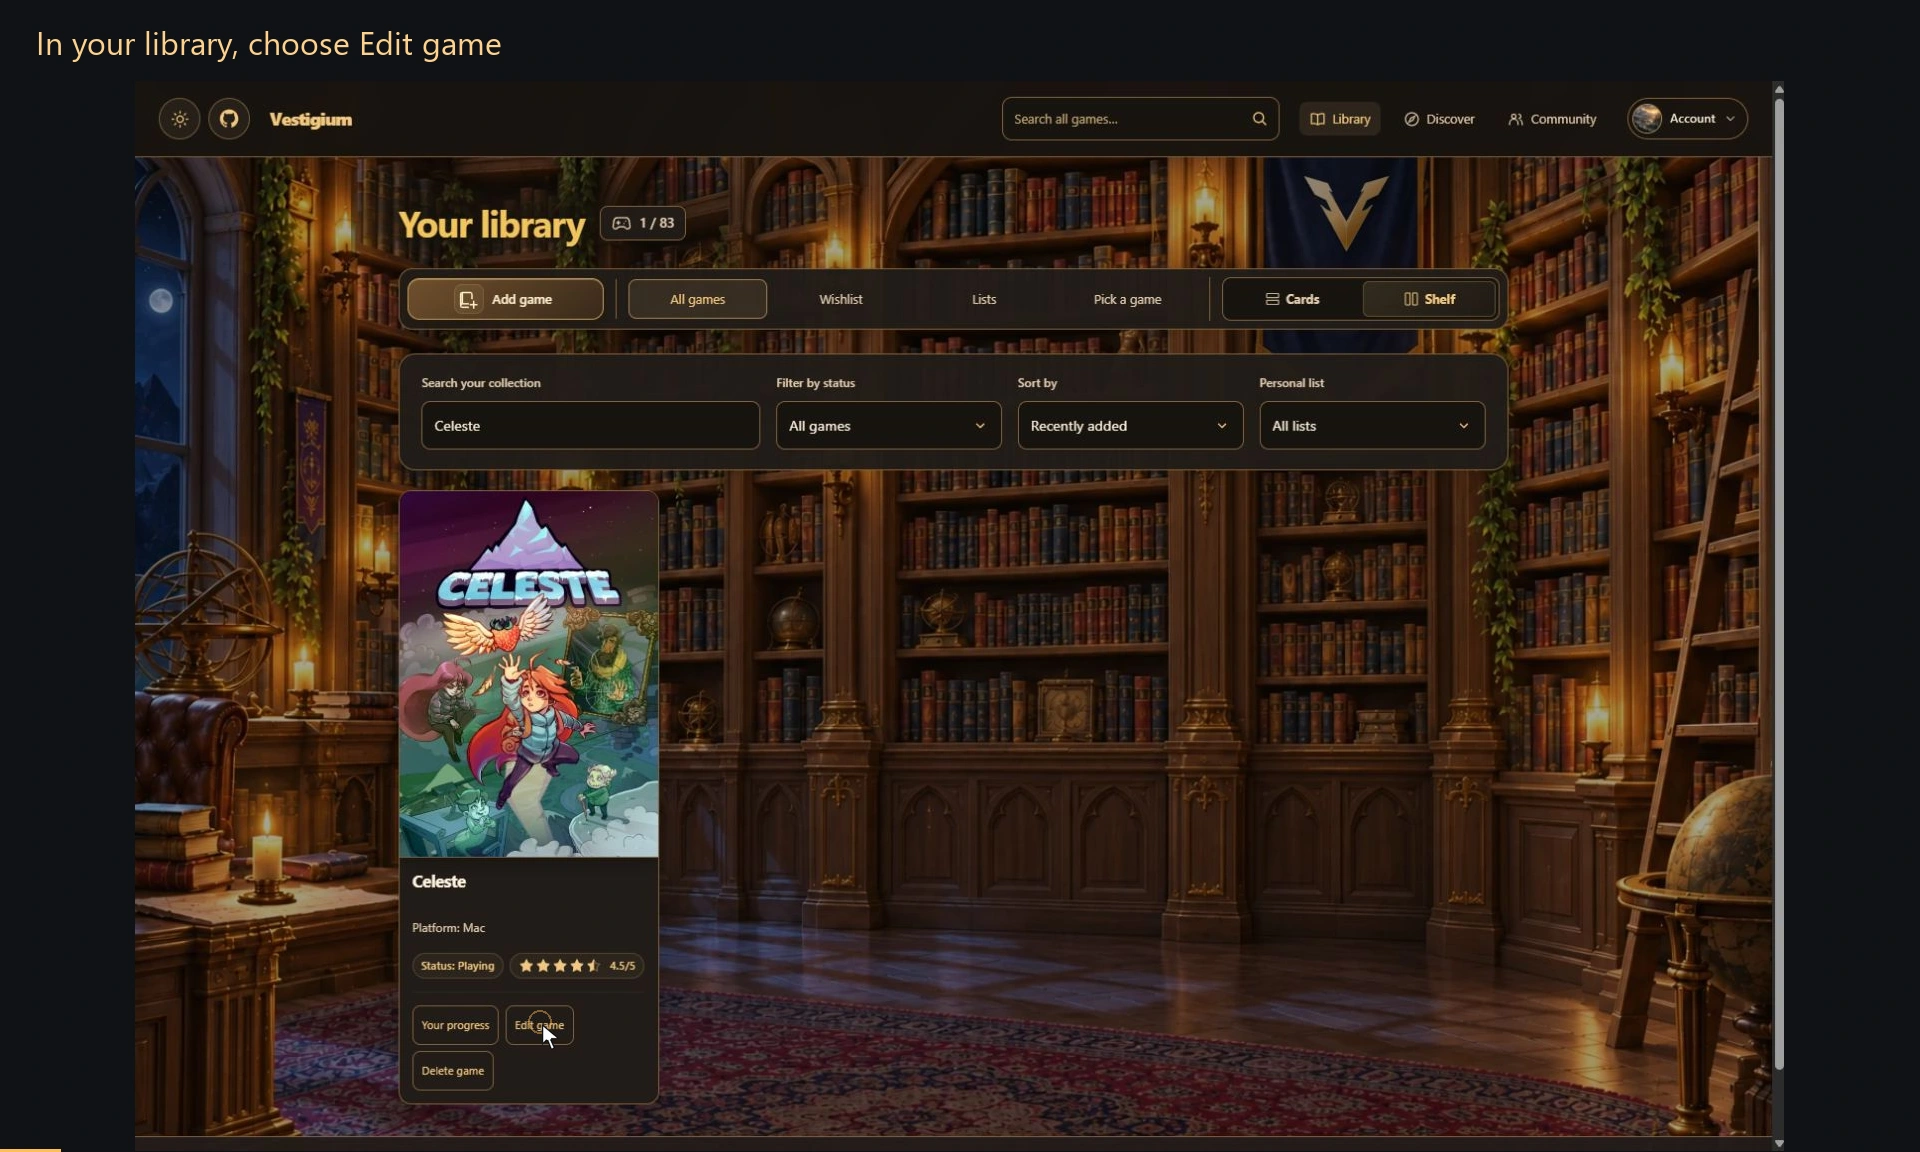 In your library, choose Edit game
Vestigium
Search all games...
Library
Discover
Community
Account
Your library
1 / 83
Add game
All games
Wishlist
Lists
Pick a game
Cards
Shelf
Search your collection
Filter by status
Sort by
Personal list
Celeste
All games
Recently added
All lists
CELESTE
Celeste
Platform: Mac
Status: Playing
4.5/5
Your progress
Edit game
Delete game